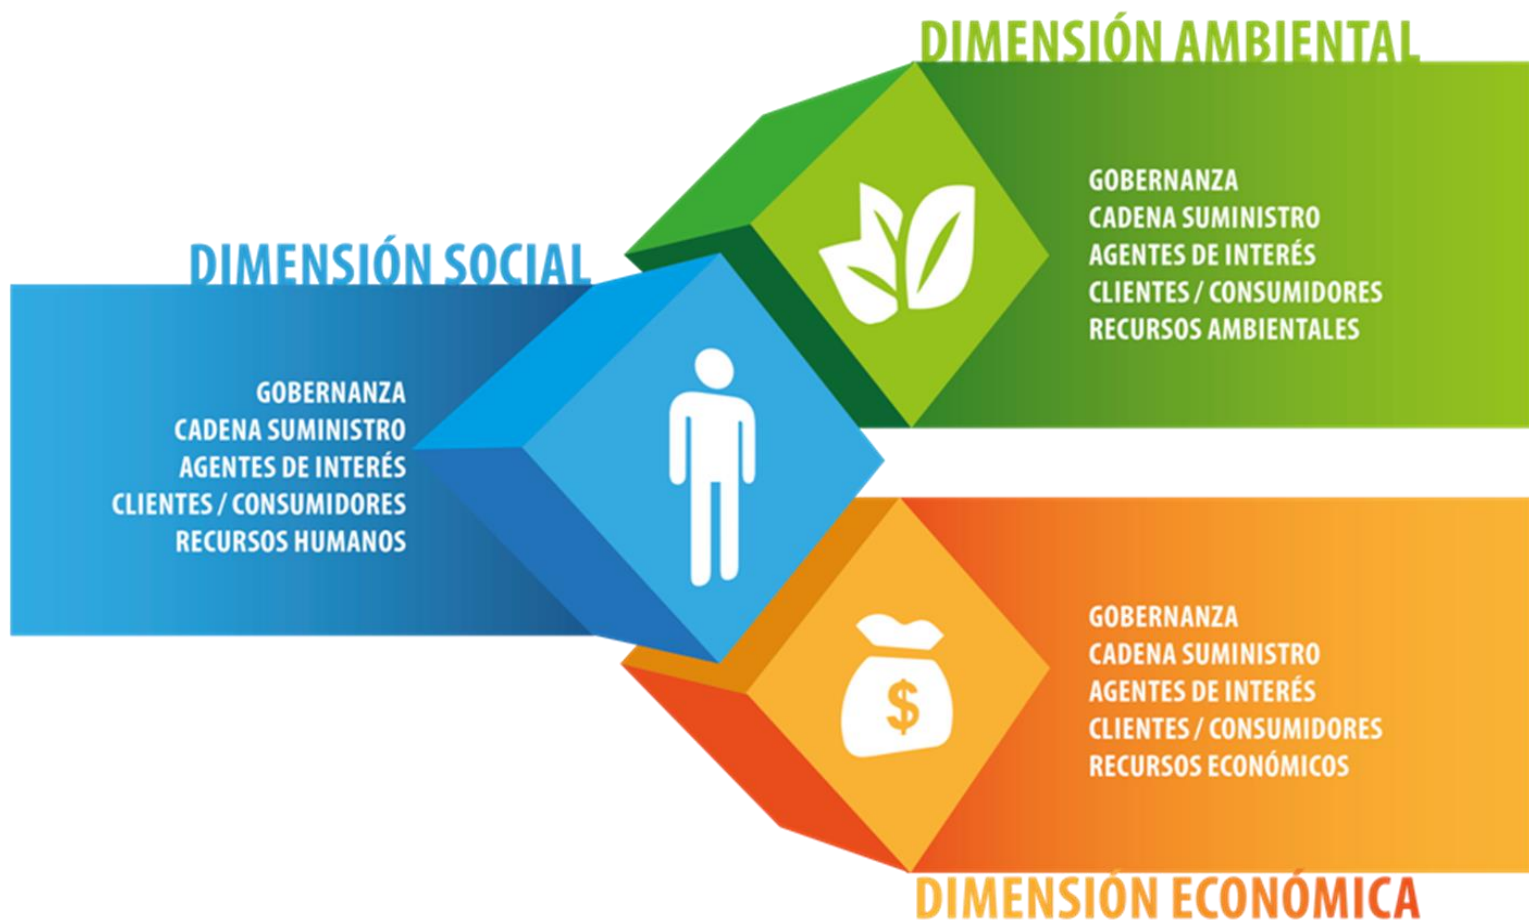 DIMENSIÓN AMBIENTAL
GOBERNANZA
CADENA SUMINISTRO
AGENTES DE INTERÉS
CLIENTES / CONSUMIDORES
RECURSOS AMBIENTALES
DIMENSIÓN SOCIAL
GOBERNANZA
CADENA SUMINISTRO
AGENTES DE INTERÉS
CLIENTES / CONSUMIDORES
RECURSOS HUMANOS
$
GOBERNANZA
CADENA SUMINISTRO
AGENTES DE INTERÉS
CLIENTES / CONSUMIDORES
RECURSOS ECONÓMICOS
DIMENSIÓN ECONÓMICA